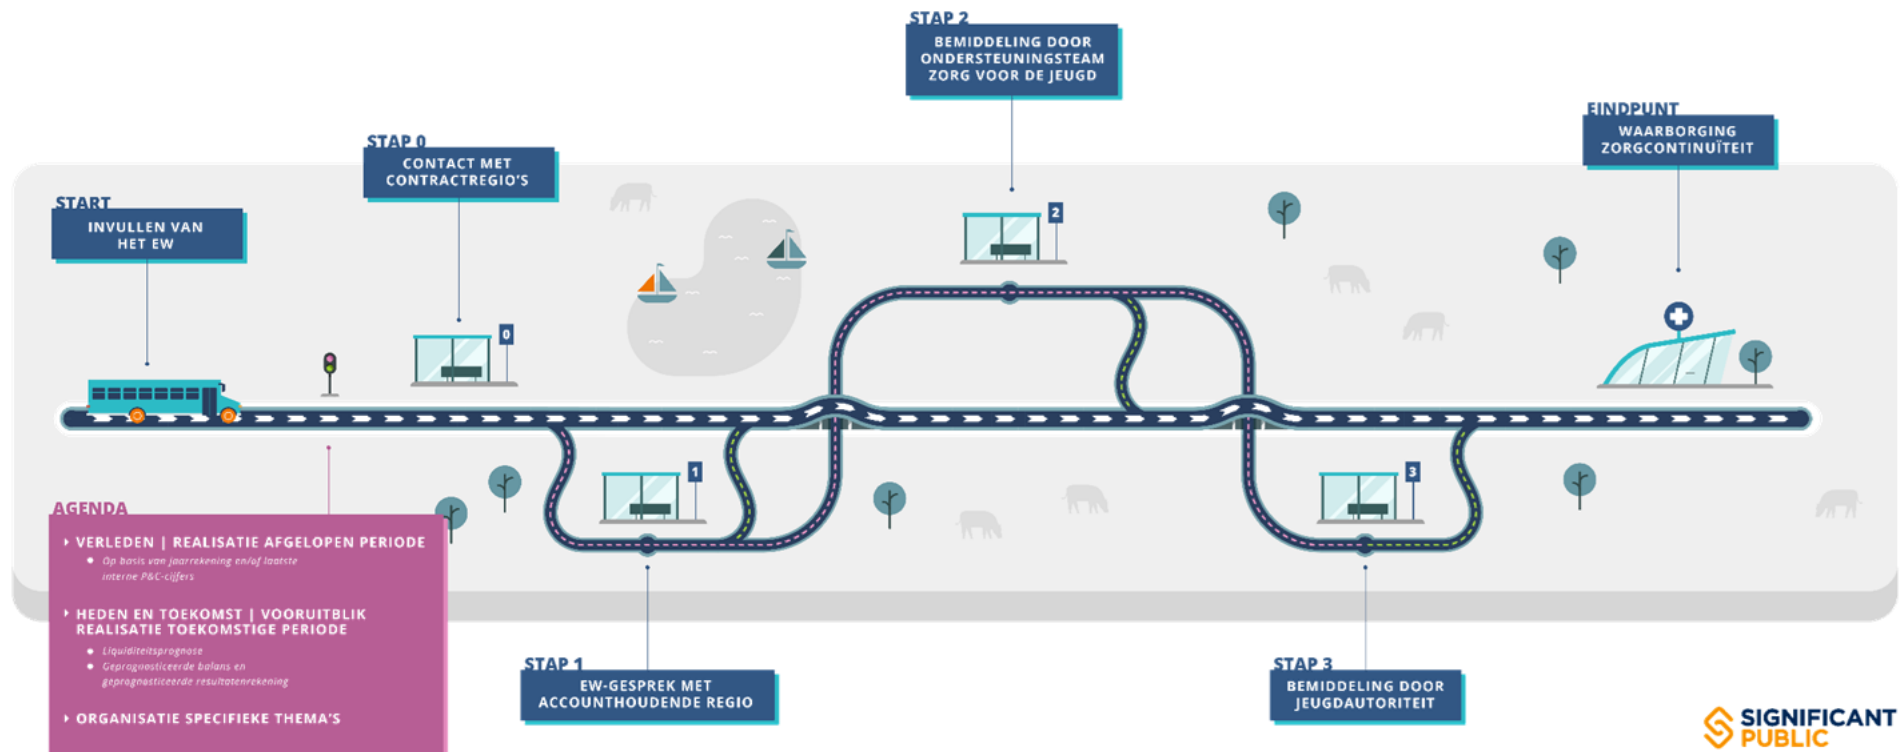 START
INVULLEN VAN
HET EW
STAP 0
CONTACT MET
CONTRACTREGIO'S
0
STAP 2
BEMIDDELING DOOR
ONDERSTEUNINGSTEAM
ZORG VOOR DE JEUGD
2
EINDPUNT
WAARBORGING
ZORGCONTINUÏTEIT
AGENDA
VERLEDEN | REALISATIE AFGELOPEN PERIODE
Op basis van jaarrekening en/of laatste
interne P&C-cijfers
HEDEN EN TOEKOMST | VOORUITBLIK
REALISATIE TOEKOMSTIGE PERIODE
Liquiditeitsprognose
Geprognosticeerde balans en
geprognosticeerde resultatenrekening
ORGANISATIE SPECIFIEKE THEMA'S
1
STAP 1
EW-GESPREK MET
ACCOUNTHOUDENDE REGIO
3
STAP 3
BEMIDDELING DOOR
JEUGDAUTORITEIT
SIGNIFICANT
PUBLIC